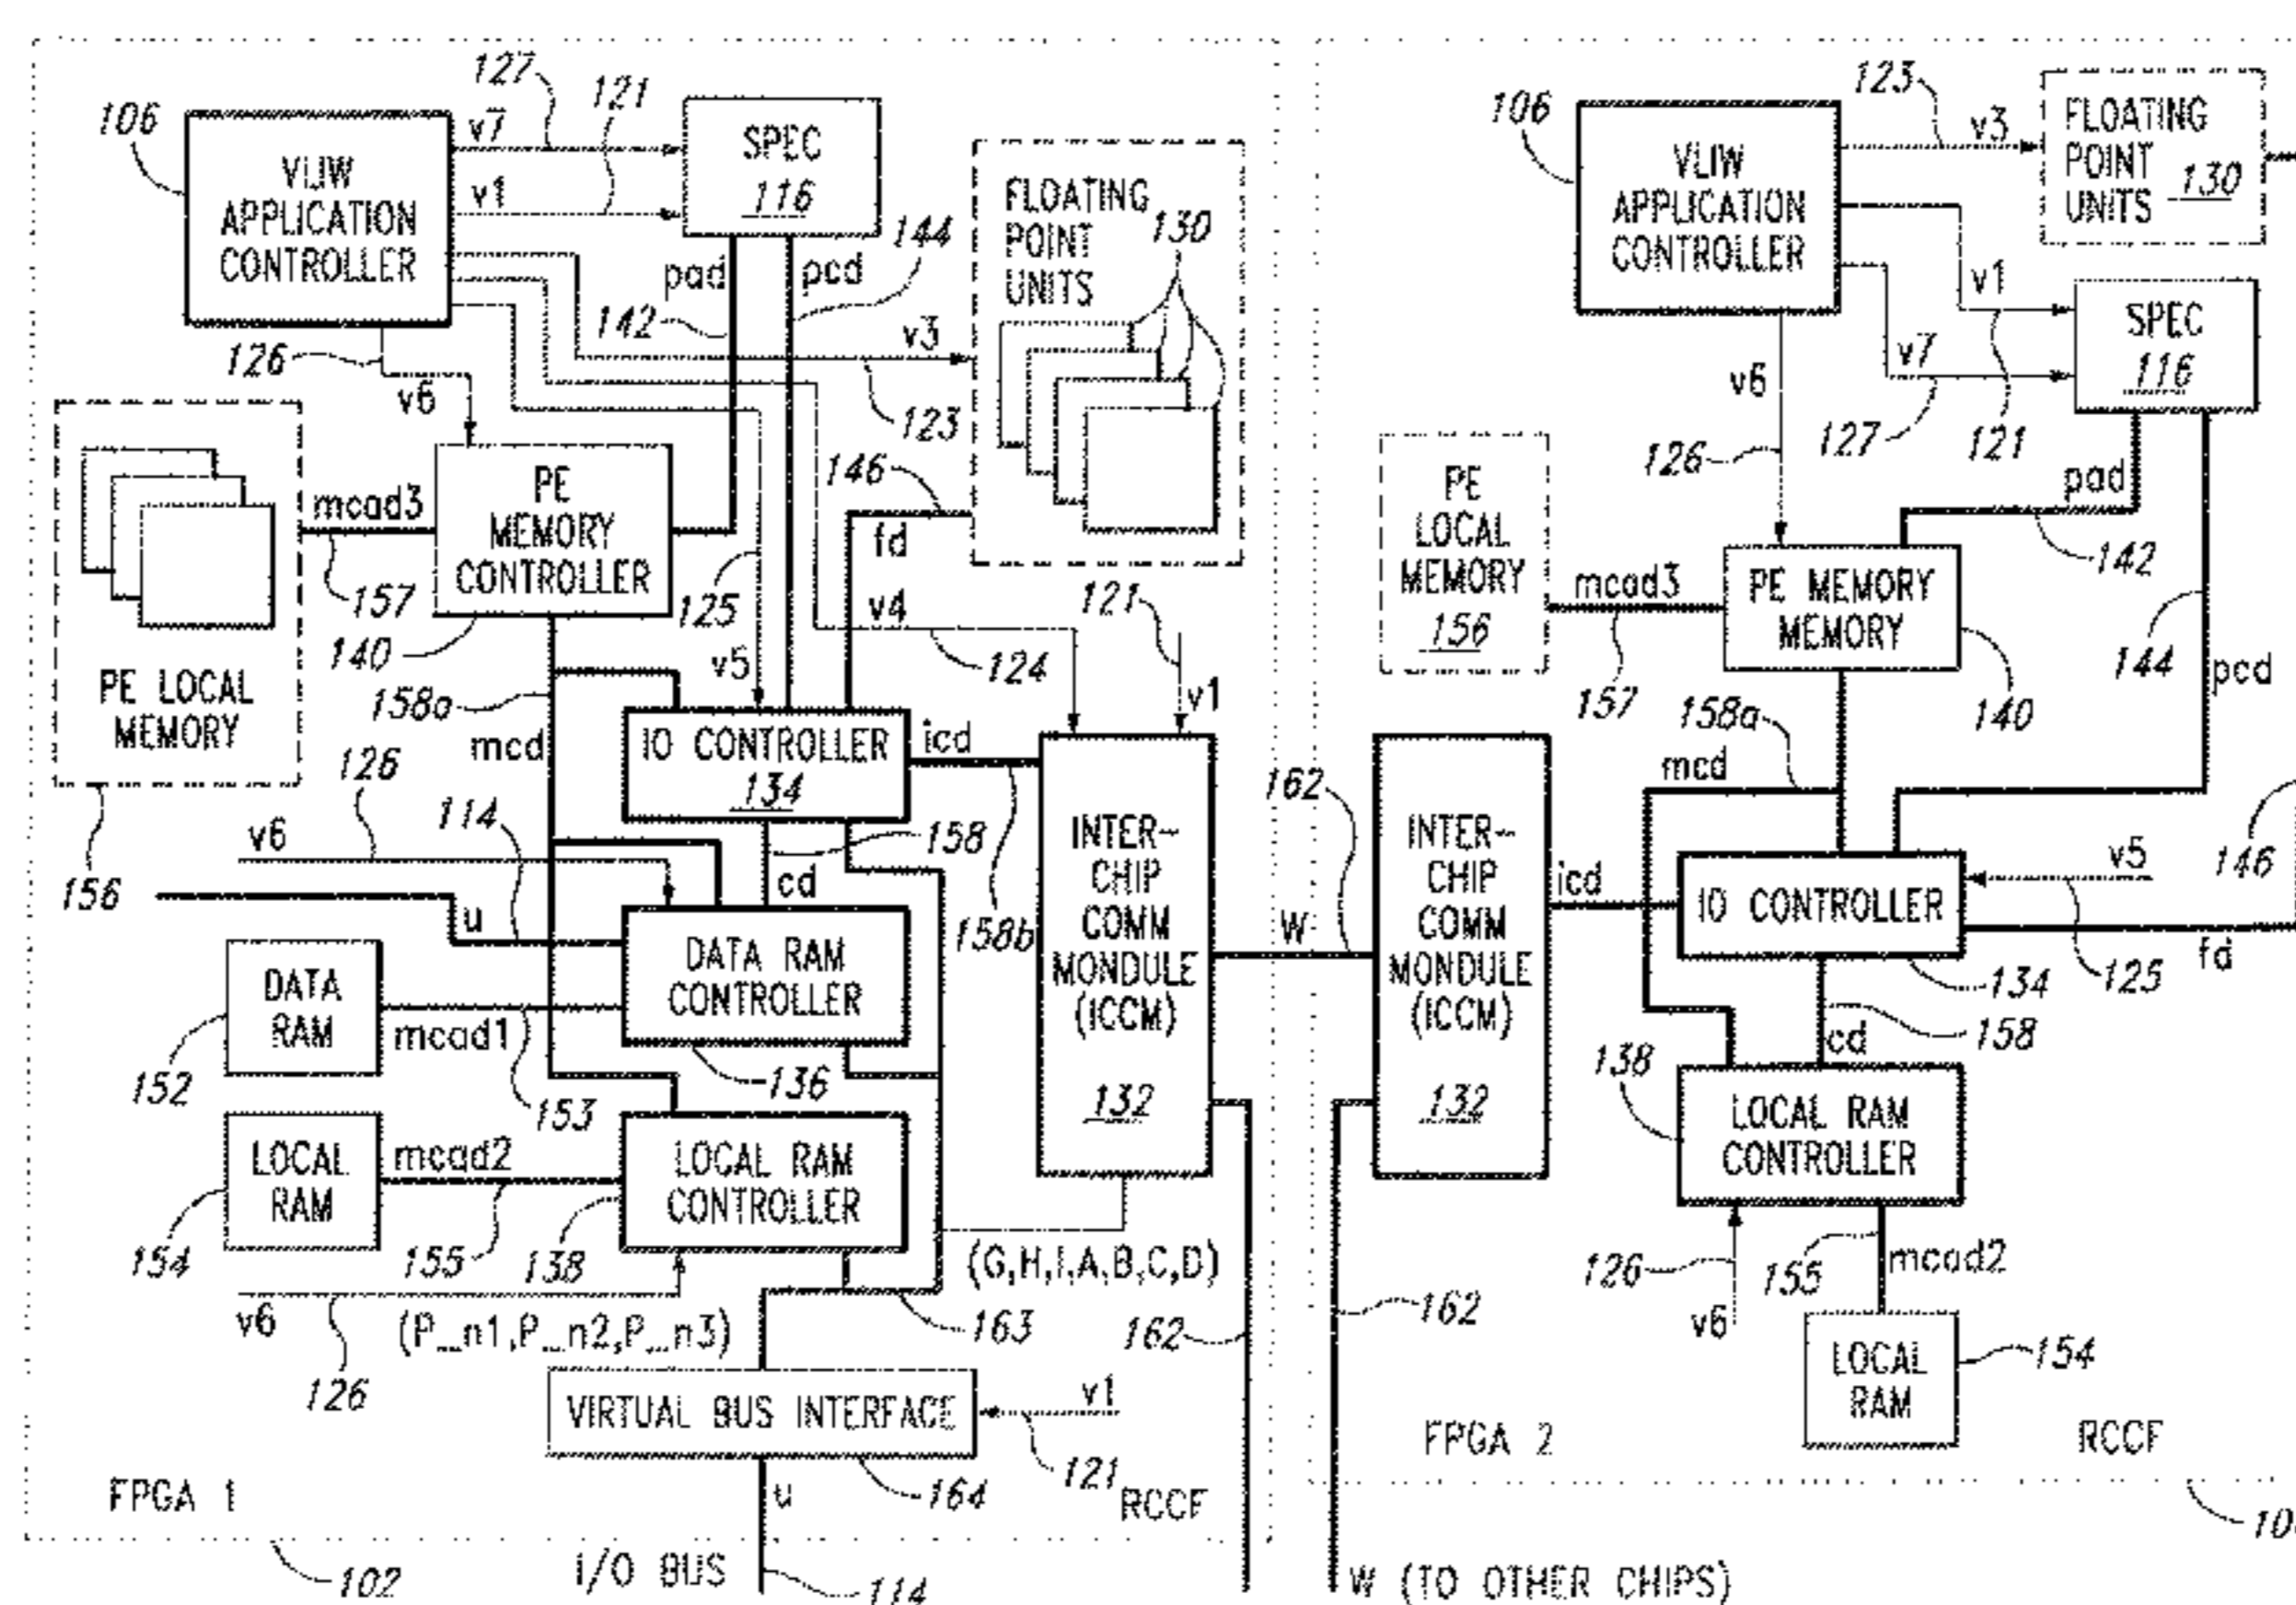 106
VLIW
APPLICATION
CONTROLLER
v7
127
121
v1
SPEC
116
pad
142
pcd
144
FLOATING
POINT
UNITS
130
v3
123
126
v6
PE
MEMORY
CONTROLLER
mcad3
157
140
PE LOCAL
MEMORY
156
125
v5
146
fd
v4
124
121
v1
158a
mcd
IO CONTROLLER
134
icd
158b
158
cd
v6
126
114
u
DATA RAM
CONTROLLER
136
DATA
RAM
152
mcad1
153
LOCAL
RAM
154
mcad2
155
LOCAL RAM
CONTROLLER
138
v6
126
(P_n1,P_n2,P_n3)
163
INTER-
CHIP
COMM
MONDULE
(ICCM)
132
(G,H,I,A,B,C,D)
162
VIRTUAL BUS INTERFACE
164
v1
121
u
FPGA 1
RCCF
102
I/O BUS
114
W
162
106
VLIW
APPLICATION
CONTROLLER
123
v3
FLOATING
POINT
UNITS
130
v1
121
v7
127
SPEC
116
v6
126
pad
142
144
pcd
PE
LOCAL
MEMORY
156
mcad3
157
PE MEMORY
MEMORY
140
158a
mcd
INTER-
CHIP
COMM
MONDULE
(ICCM)
132
icd
IO CONTROLLER
134
v5
125
146
fd
158
cd
138
LOCAL RAM
CONTROLLER
126
v6
155
mcad2
LOCAL
RAM
154
162
FPGA 2
RCCF
W (TO OTHER CHIPS)